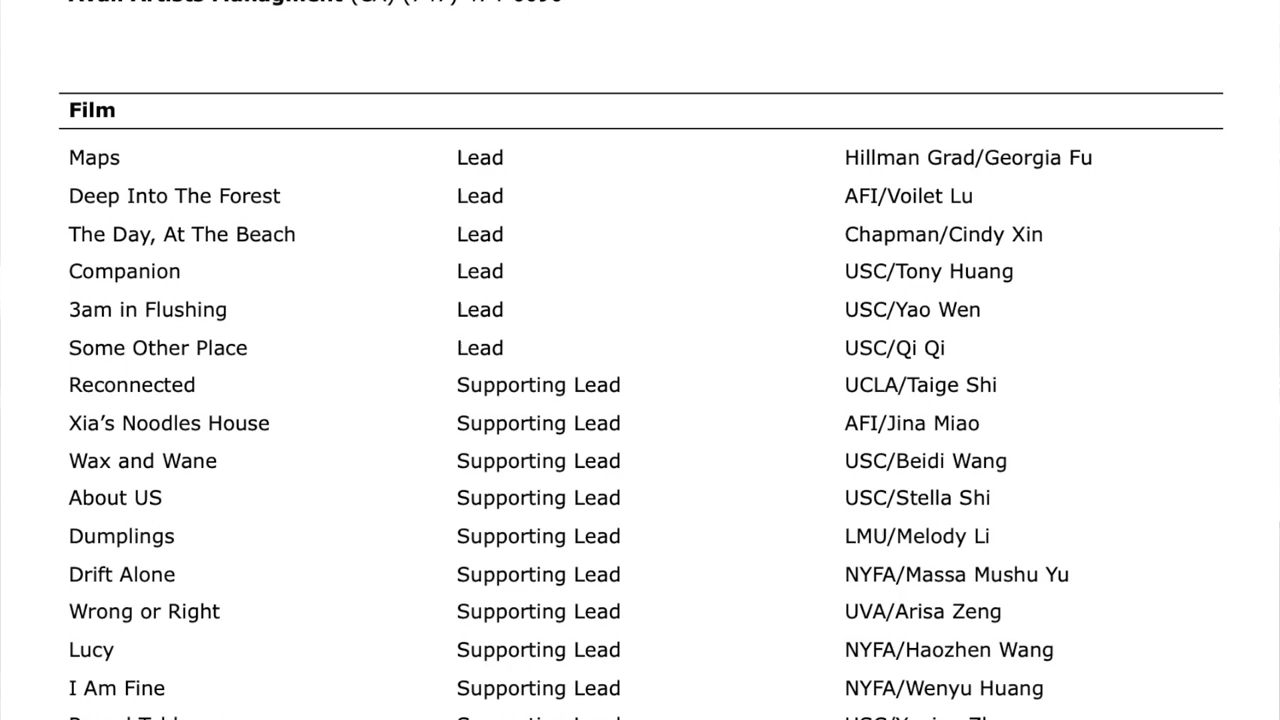 Film
Maps Lead Hillman Grad/Georgia Fu
Deep Into The Forest Lead AFI/Voilet Lu
The Day, At The Beach Lead Chapman/Cindy Xin
Companion Lead USC/Tony Huang
3am in Flushing Lead USC/Yao Wen
Some Other Place Lead USC/Qi Qi
Reconnected Supporting Lead UCLA/Taige Shi
Xia’s Noodles House Supporting Lead AFI/Jina Miao
Wax and Wane Supporting Lead USC/Beidi Wang
About US Supporting Lead USC/Stella Shi
Dumplings Supporting Lead LMU/Melody Li
Drift Alone Supporting Lead NYFA/Massa Mushu Yu
Wrong or Right Supporting Lead UVA/Arisa Zeng
Lucy Supporting Lead NYFA/Haozhen Wang
I Am Fine Supporting Lead NYFA/Wenyu Huang
Supporting Lead